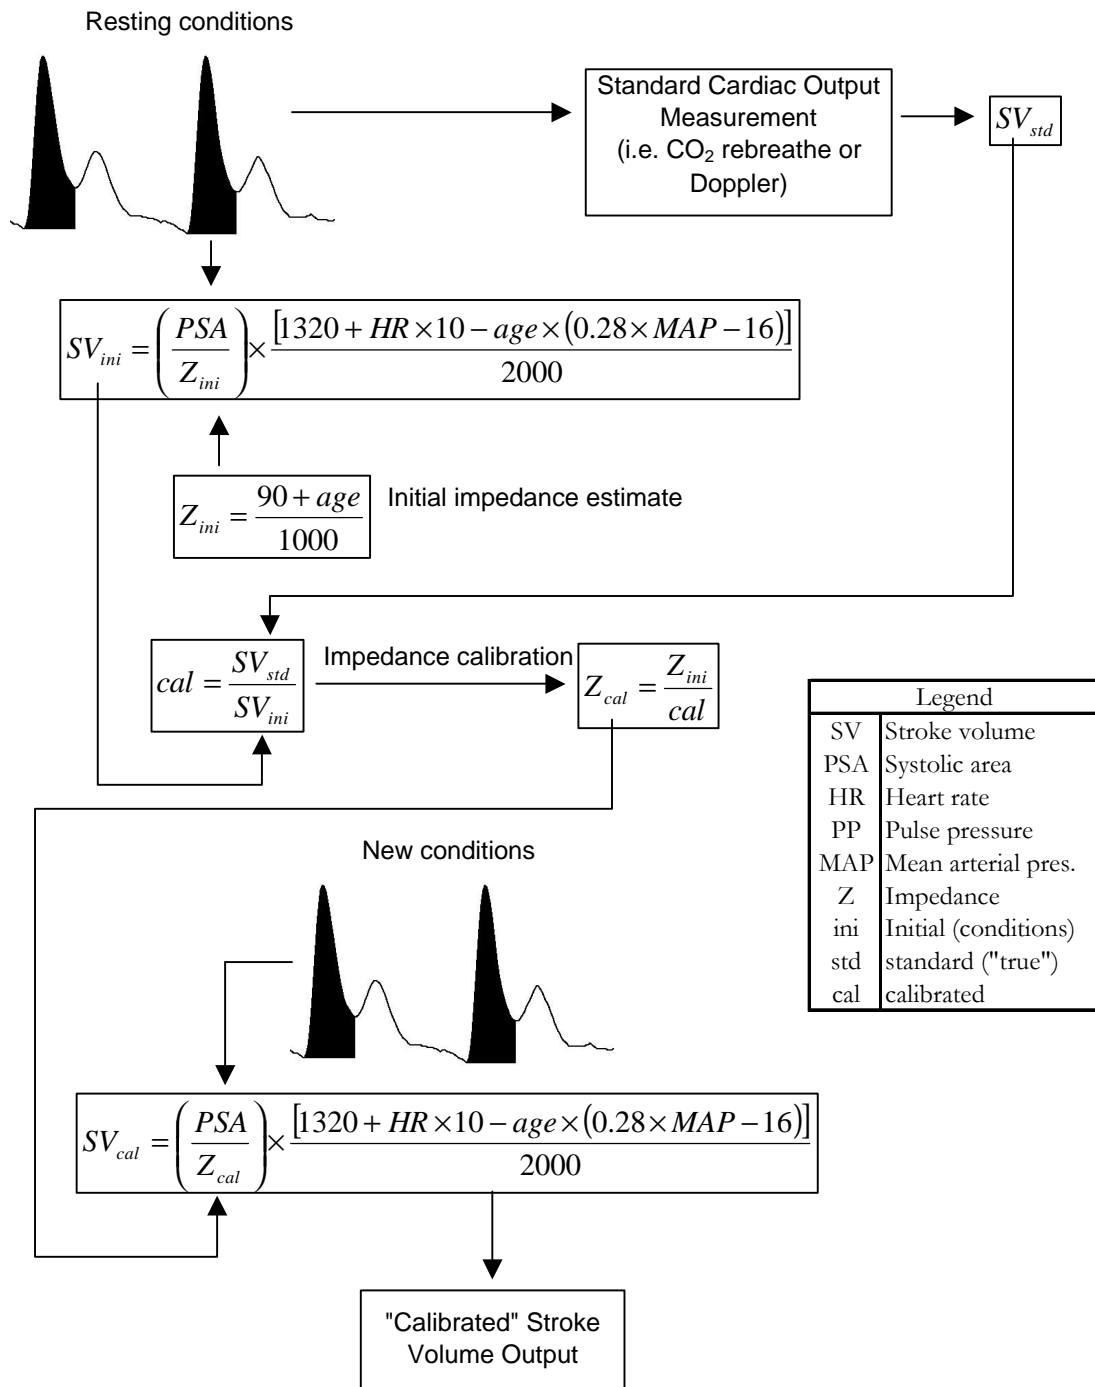 Resting conditions
Standard Cardiac Output
Measurement
(i.e. CO₂ rebreathe or
Doppler)
SV_std
SV_ini = (PSA / Z_ini) × [1320 + HR × 10 − age × (0.28 × MAP − 16)] / 2000
Z_ini = (90 + age) / 1000
Initial impedance estimate
cal = SV_std / SV_ini
Impedance calibration
Z_cal = Z_ini / cal
Legend
SV Stroke volume
PSA Systolic area
HR Heart rate
PP Pulse pressure
MAP Mean arterial pres.
Z Impedance
ini Initial (conditions)
std standard ("true")
cal calibrated
New conditions
SV_cal = (PSA / Z_cal) × [1320 + HR × 10 − age × (0.28 × MAP − 16)] / 2000
"Calibrated" Stroke
Volume Output